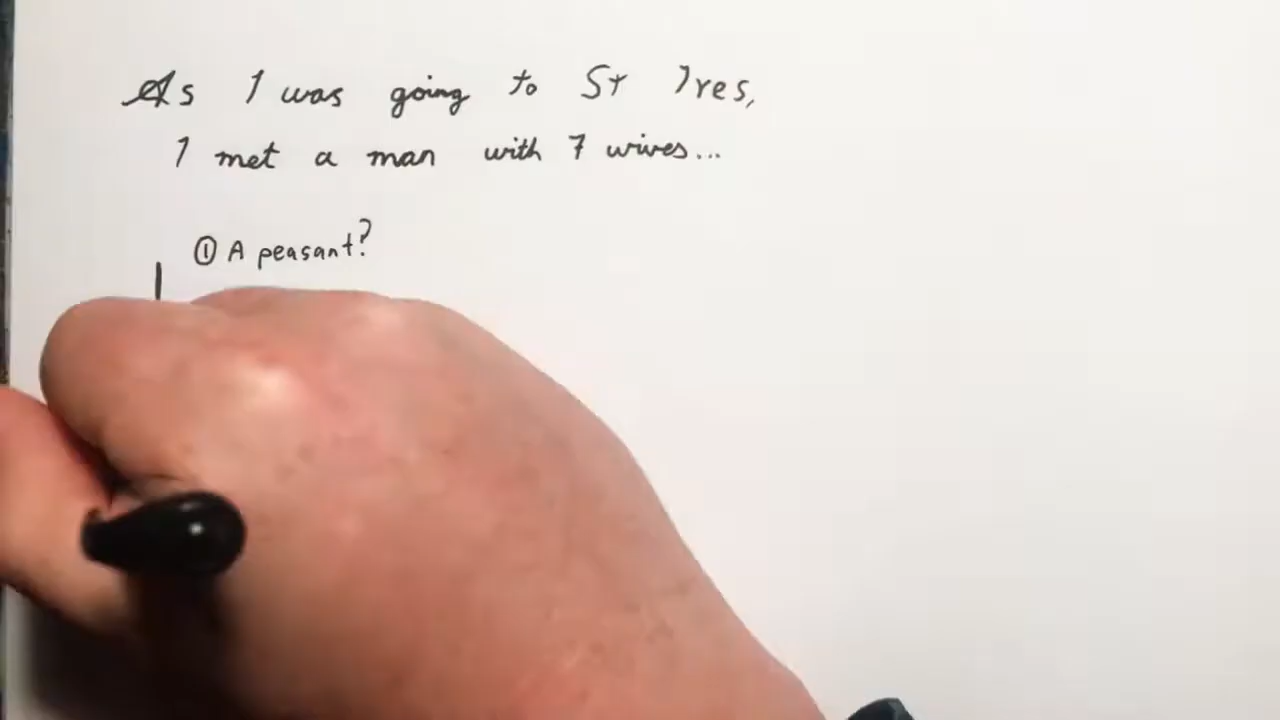 As I was going to St Ives,
I met a man with 7 wives...
① A peasant?